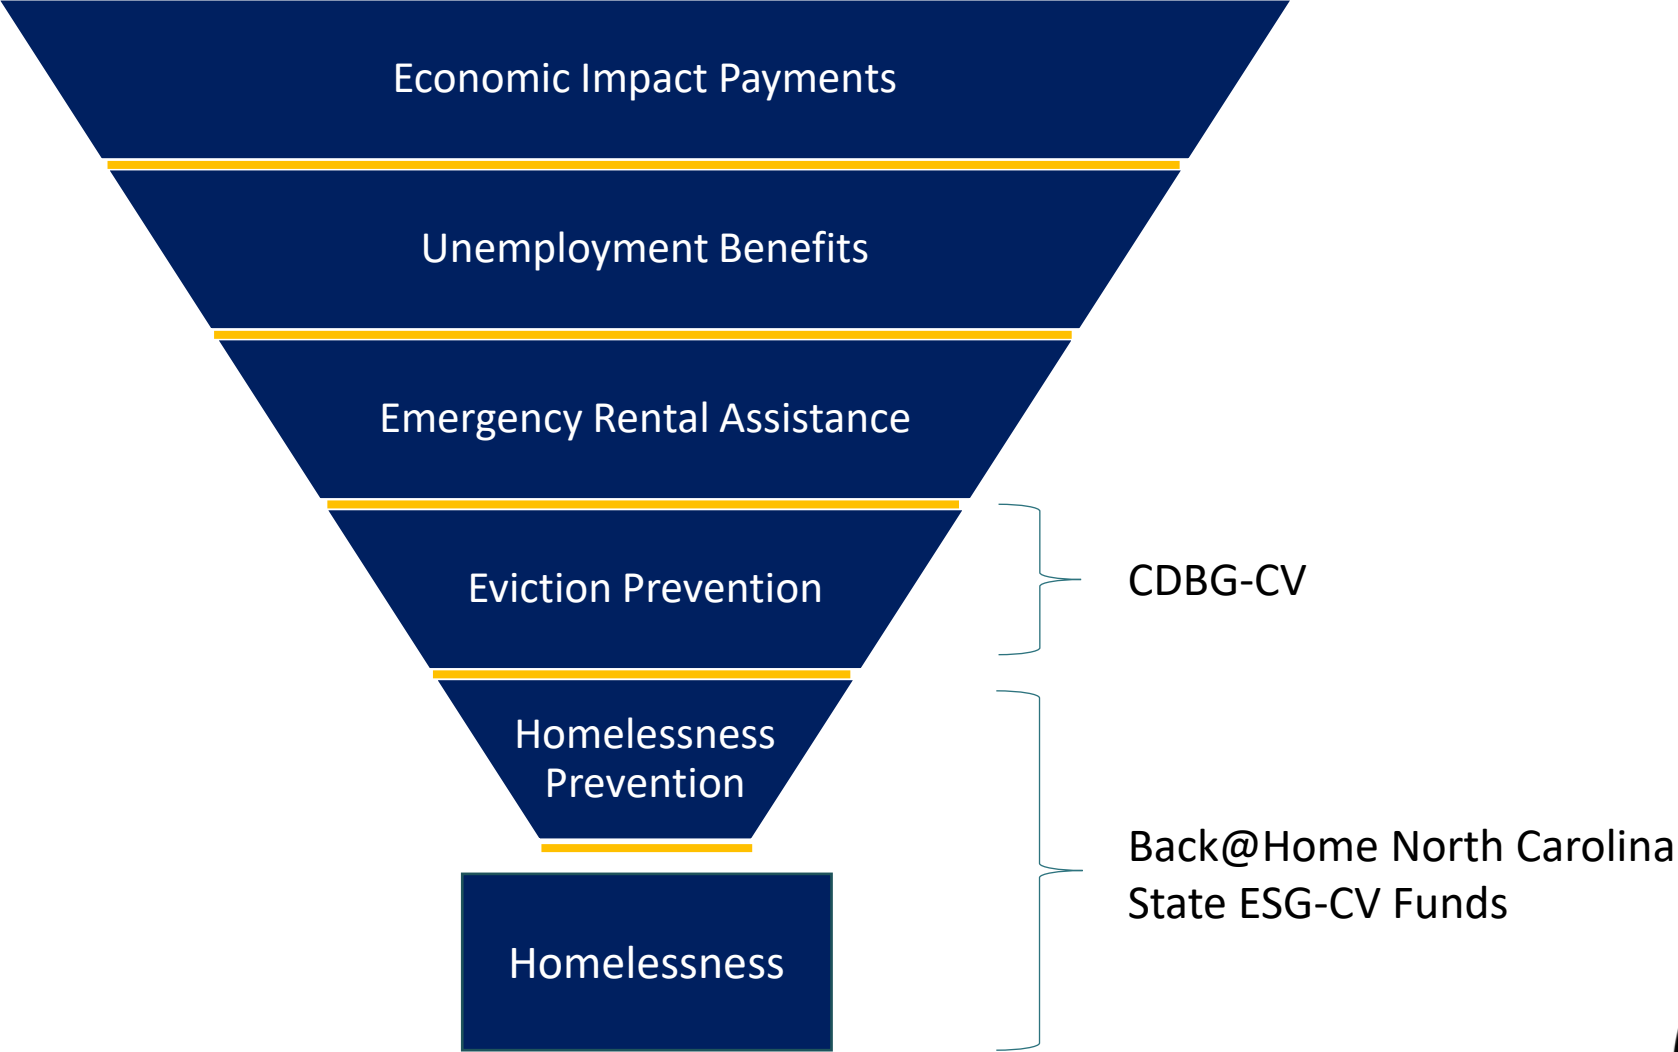 Economic Impact Payments
Unemployment Benefits
Emergency Rental Assistance
Eviction Prevention
CDBG-CV
Homelessness
Prevention
Back@Home North Carolina
State ESG-CV Funds
Homelessness